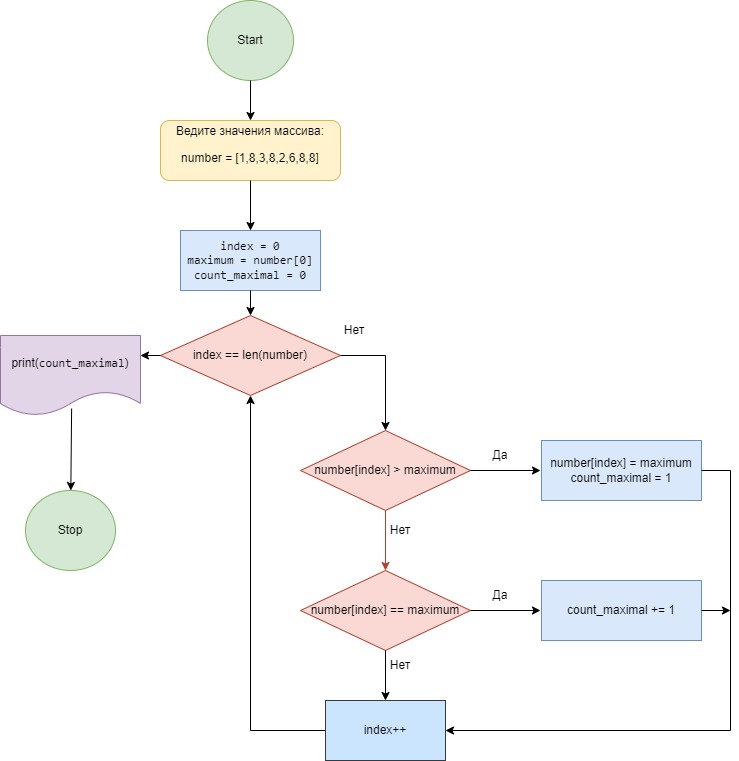 Start
Ведите значения массива:
number = [1,8,3,8,2,6,8,8]
index = 0
maximum = number[0]
count_maximal = 0
Нет
index == len(number)
print(count_maximal)
number[index] > maximum
Да
number[index] = maximum
count_maximal = 1
Stop
Нет
number[index] == maximum
Да
count_maximal += 1
Нет
index++